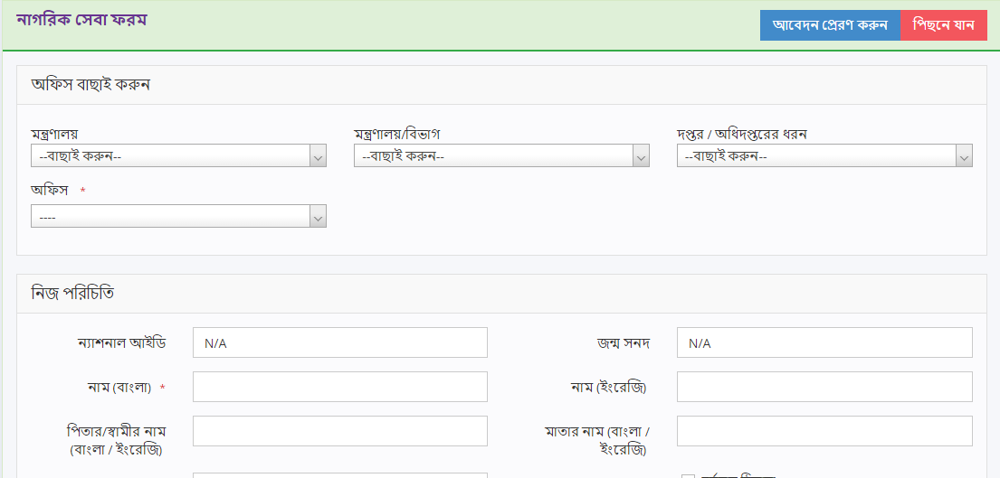 নাগরিক সেবা ফরম
আবেদন প্রেরণ করুন পিছনে যান
অফিস বাছাই করুন
মন্ত্রণালয় মন্ত্রণালয়/বিভাগ দপ্তর / অধিদপ্তরের ধরন
--বাছাই করুন-- --বাছাই করুন-- --বাছাই করুন--
অফিস *
----
নিজ পরিচিতি
ন্যাশনাল আইডি N/A জন্ম সনদ N/A
নাম (বাংলা) * নাম (ইংরেজি)
পিতার/স্বামীর নাম মাতার নাম (বাংলা /
(বাংলা / ইংরেজি) ইংরেজি)